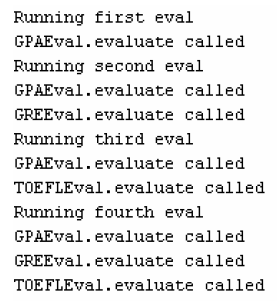 Running first eval
GPAEval.evaluate called
Running second eval
GPAEval.evaluate called
GREEval.evaluate called
Running third eval
GPAEval.evaluate called
TOEFLEval.evaluate called
Running fourth eval
GPAEval.evaluate called
GREEval.evaluate called
TOEFLEval.evaluate called